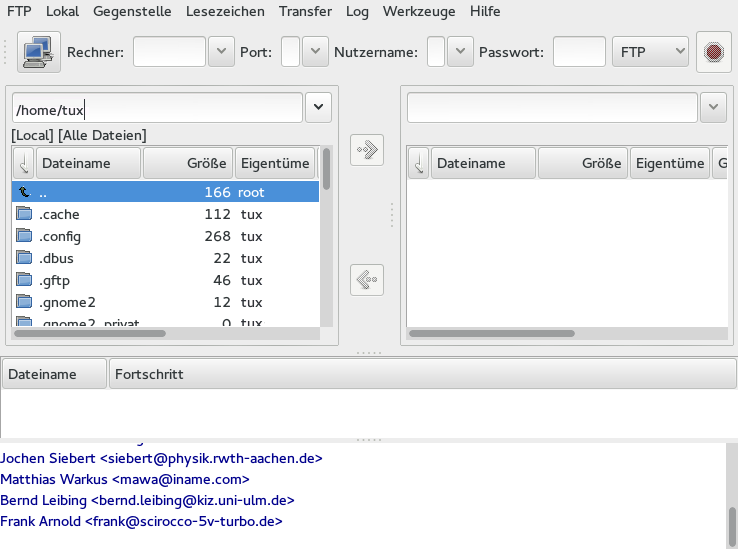 FTP Lokal Gegenstelle Lesezeichen Transfer Log Werkzeuge Hilfe
Rechner: Port: Nutzername: Passwort: FTP
/home/tux
[Local] [Alle Dateien]
Dateiname Größe Eigentüme Dateiname Größe Eigentüme G
.. 166 root
.cache 112 tux
.config 268 tux
.dbus 22 tux
.gftp 46 tux
.gnome2 12 tux
.gnome2_privat 0 tux
Dateiname Fortschritt
Jochen Siebert <siebert@physik.rwth-aachen.de>
Matthias Warkus <mawa@iname.com>
Bernd Leibing <bernd.leibing@kiz.uni-ulm.de>
Frank Arnold <frank@scirocco-5v-turbo.de>